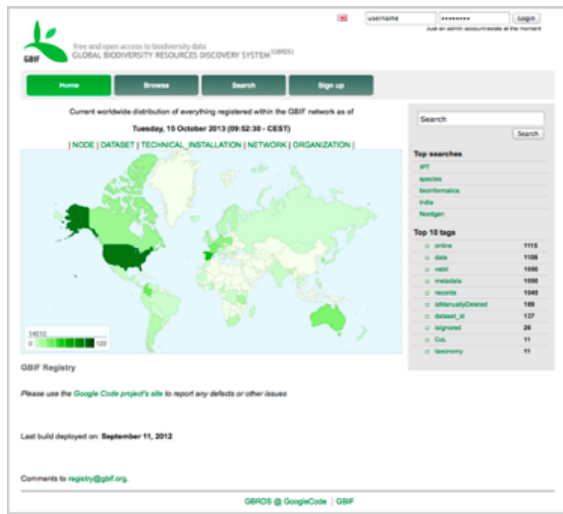 username
Login
Just an admin account exists at the moment
GBIF
free and open access to biodiversity data
GLOBAL BIODIVERSITY RESOURCES DISCOVERY SYSTEM (GBRDS)
Home
Browse
Search
Sign up
Current worldwide distribution of everything registered within the GBIF network as of
Tuesday, 15 October 2013 (09:52:30 - CEST)
| NODE | DATASET | TECHNICAL_INSTALLATION | NETWORK | ORGANIZATION |
14010
0
122
Search
Search
Top searches
IPT
species
bioinformatics
india
Nordgen
Top 10 tags
online 1115
date 1109
valid 1050
metadata 1050
records 1045
isManuallyDeleted 189
dataset_id 137
isIgnored 26
CoL 11
taxonomy 11
GBIF Registry
Please use the Google Code project's site to report any defects or other issues
Last build deployed on: September 11, 2012
Comments to registry@gbif.org.
GBRDS @ GoogleCode | GBIF